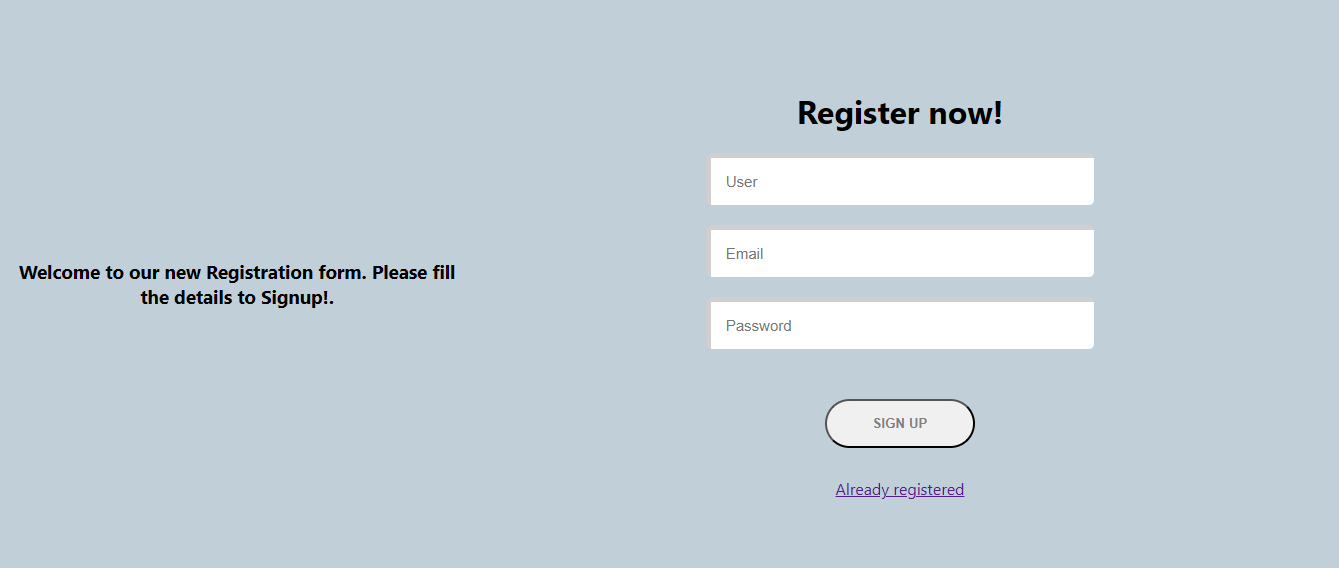 Welcome to our new Registration form. Please fill
the details to Signup!.
Register now!
User
Email
Password
SIGN UP
Already registered